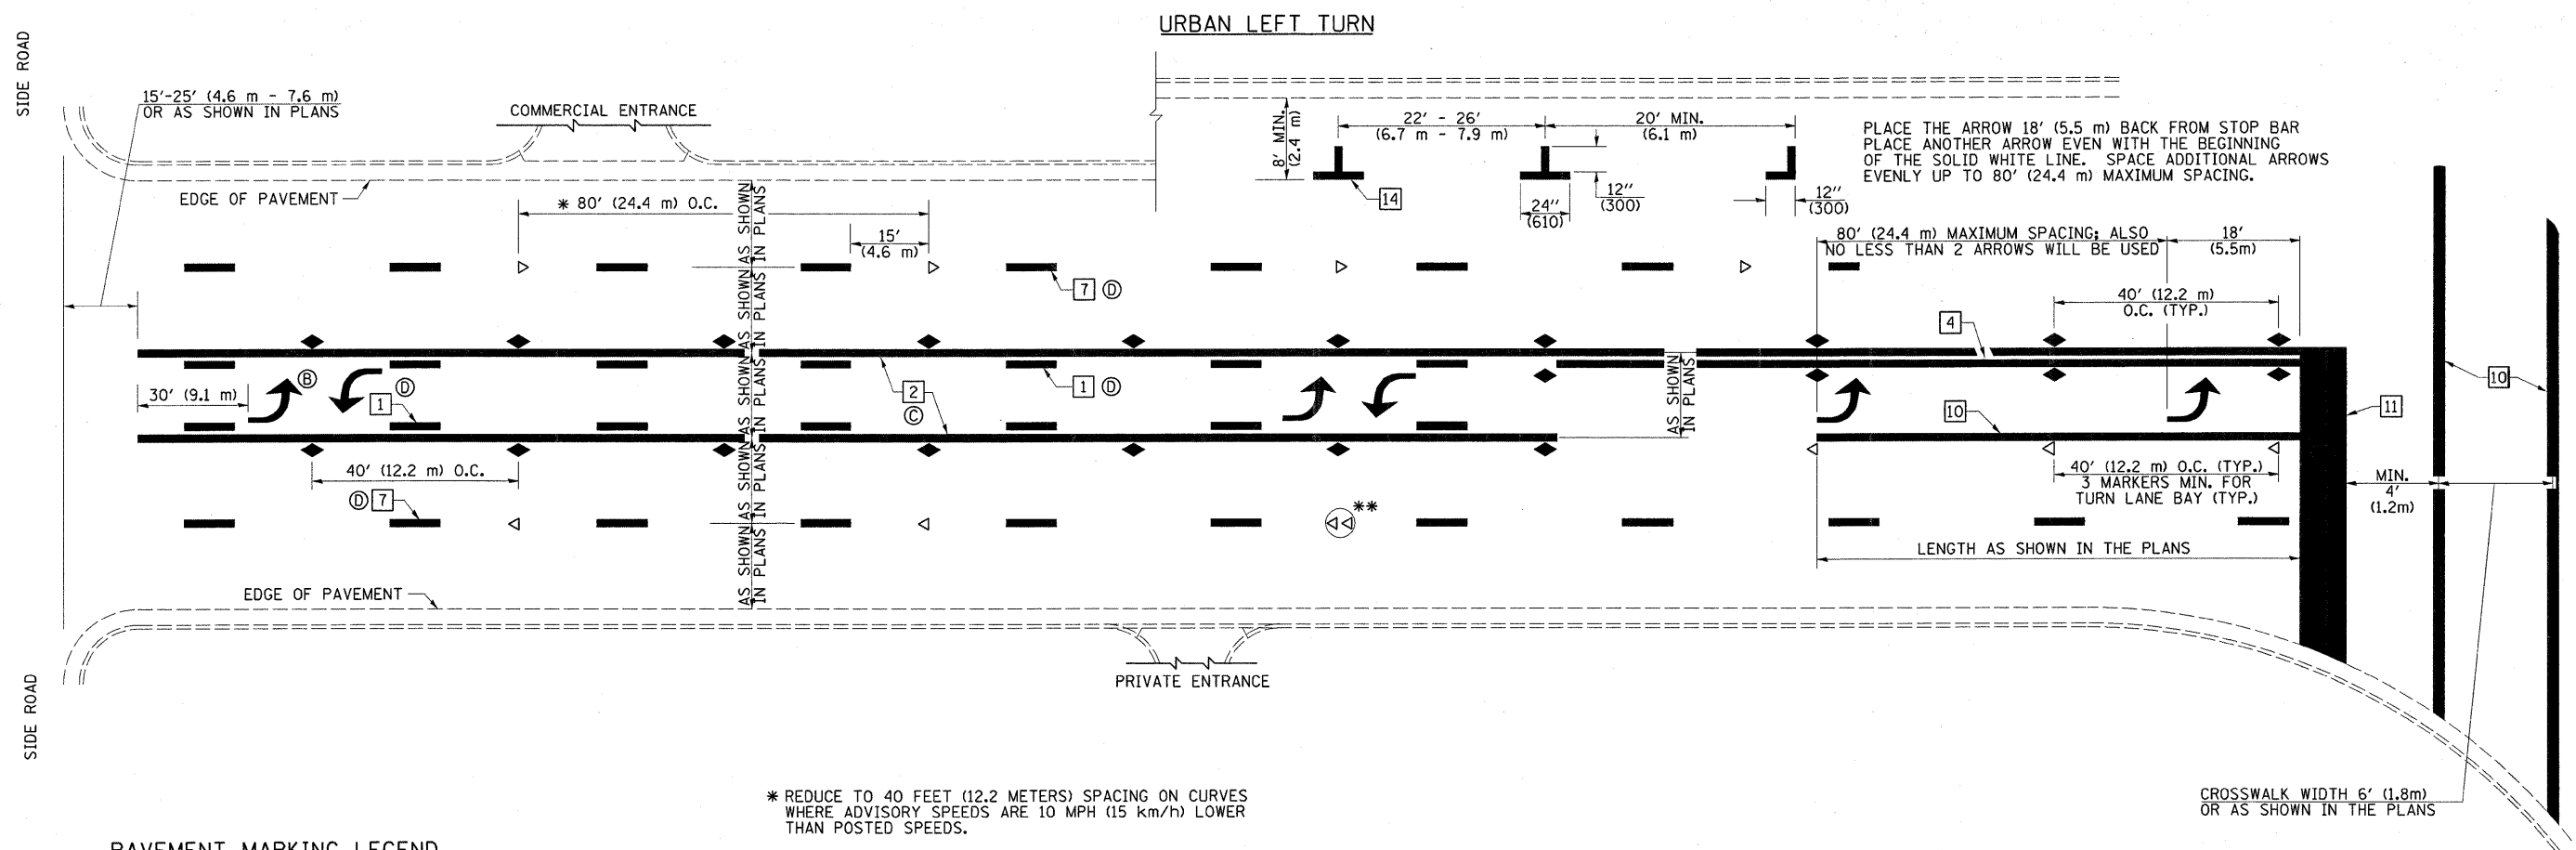 URBAN LEFT TURN
SIDE ROAD
15'-25' (4.6 m - 7.6 m)
OR AS SHOWN IN PLANS
COMMERCIAL ENTRANCE
EDGE OF PAVEMENT
* 80' (24.4 m) O.C.
15'
(4.6 m)
8' MIN.
(2.4 m)
22' - 26'
(6.7 m - 7.9 m)
20' MIN.
(6.1 m)
14
24''
(610)
12''
(300)
12''
(300)
PLACE THE ARROW 18' (5.5 m) BACK FROM STOP BAR
PLACE ANOTHER ARROW EVEN WITH THE BEGINNING
OF THE SOLID WHITE LINE. SPACE ADDITIONAL ARROWS
EVENLY UP TO 80' (24.4 m) MAXIMUM SPACING.
80' (24.4 m) MAXIMUM SPACING; ALSO
NO LESS THAN 2 ARROWS WILL BE USED
18'
(5.5m)
40' (12.2 m)
O.C. (TYP.)
7 D
4
AS SHOWN
IN PLANS
AS SHOWN
IN PLANS
AS SHOWN
IN PLANS
AS SHOWN
IN PLANS
AS SHOWN
IN PLANS
30' (9.1 m)
B
D
1
2
C
1 D
AS SHOWN
IN PLANS
10
10
11
40' (12.2 m) O.C.
D 7
**
40' (12.2 m) O.C. (TYP.)
3 MARKERS MIN. FOR
TURN LANE BAY (TYP.)
MIN.
4'
(1.2m)
LENGTH AS SHOWN IN THE PLANS
EDGE OF PAVEMENT
PRIVATE ENTRANCE
SIDE ROAD
* REDUCE TO 40 FEET (12.2 METERS) SPACING ON CURVES
WHERE ADVISORY SPEEDS ARE 10 MPH (15 km/h) LOWER
THAN POSTED SPEEDS.
CROSSWALK WIDTH 6' (1.8m)
OR AS SHOWN IN THE PLANS
PAVEMENT MARKING LEGEND